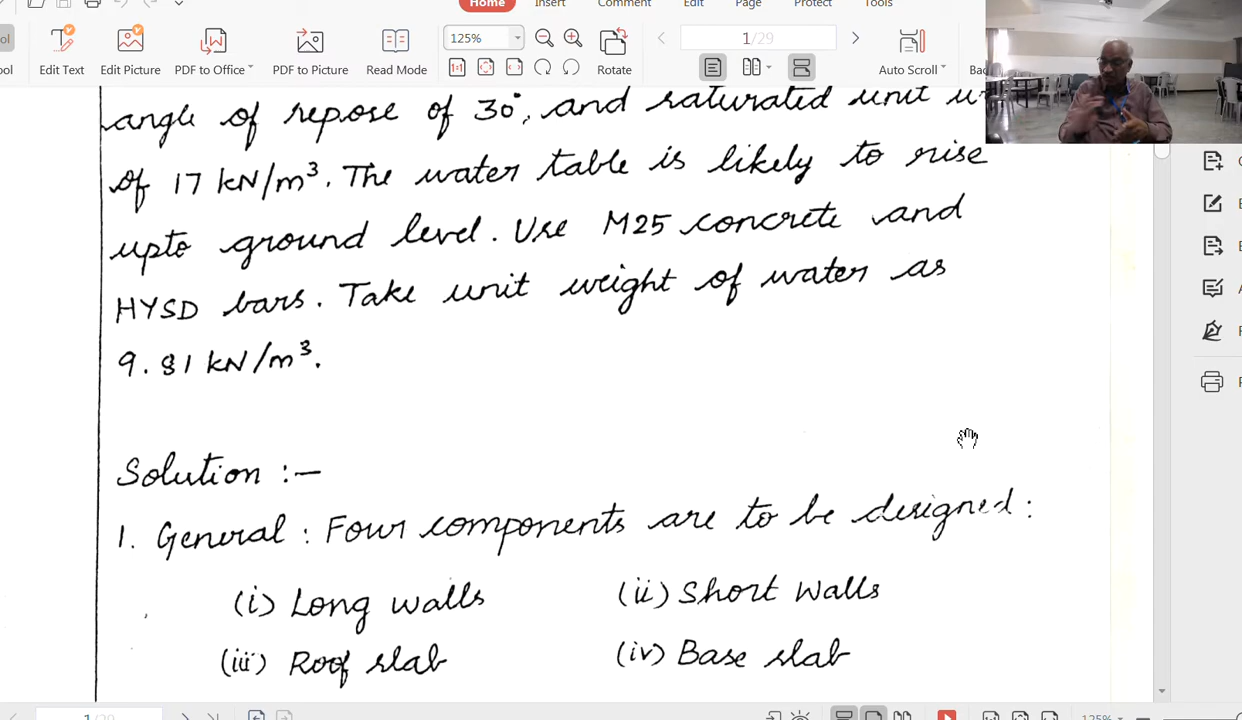 Home Insert Comment Edit Page Protect Tools
125% 1/29
Edit Text Edit Picture PDF to Office PDF to Picture Read Mode Rotate Auto Scroll
angle of repose of 30°, and saturated unit
of 17 kN/m³. The water table is likely to rise
upto ground level. Use M25 concrete and
HYSD bars. Take unit weight of water as
9.81 kN/m³.
Solution :-
1. General : Four components are to be designed :
(i) Long walls (ii) Short Walls
(iii) Roof slab (iv) Base slab
1/29 125%